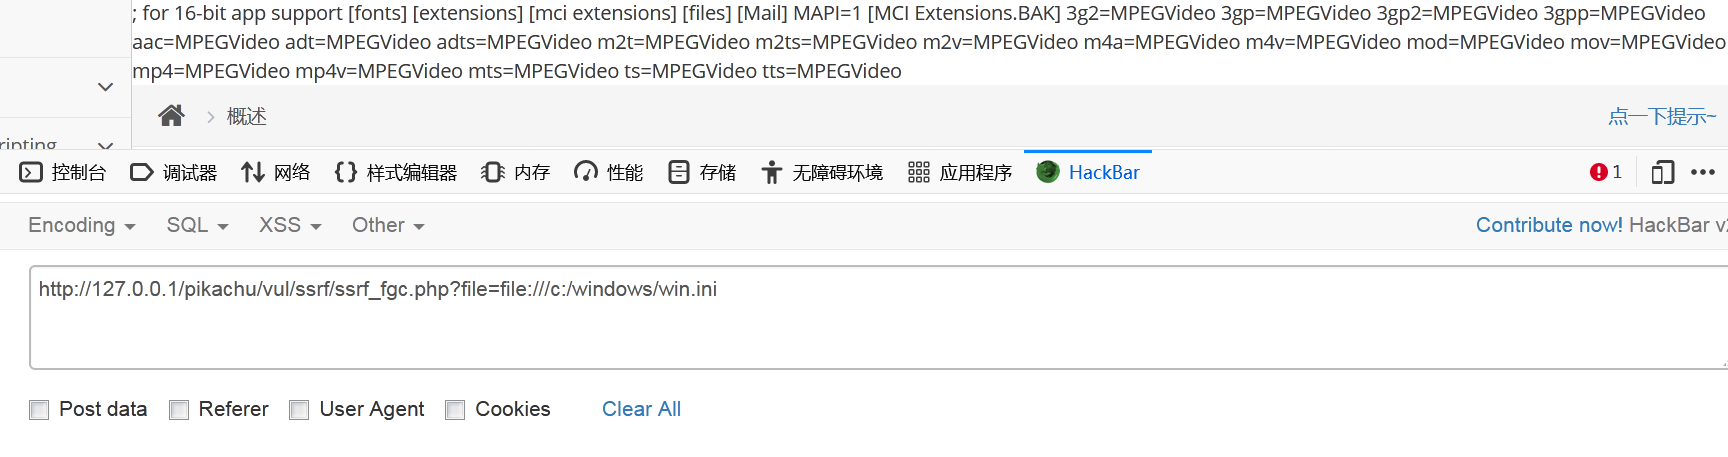 ; for 16-bit app support [fonts] [extensions] [mci extensions] [files] [Mail] MAPI=1 [MCI Extensions.BAK] 3g2=MPEGVideo 3gp=MPEGVideo 3gp2=MPEGVideo 3gpp=MPEGVideo
aac=MPEGVideo adt=MPEGVideo adts=MPEGVideo m2t=MPEGVideo m2ts=MPEGVideo m2v=MPEGVideo m4a=MPEGVideo m4v=MPEGVideo mod=MPEGVideo mov=MPEGVideo
mp4=MPEGVideo mp4v=MPEGVideo mts=MPEGVideo ts=MPEGVideo tts=MPEGVideo
概述 点一下提示~
ripting
控制台 调试器 网络 样式编辑器 内存 性能 存储 无障碍环境 应用程序 HackBar 1
Encoding SQL XSS Other Contribute now! HackBar v2
http://127.0.0.1/pikachu/vul/ssrf/ssrf_fgc.php?file=file:///c:/windows/win.ini
Post data Referer User Agent Cookies Clear All